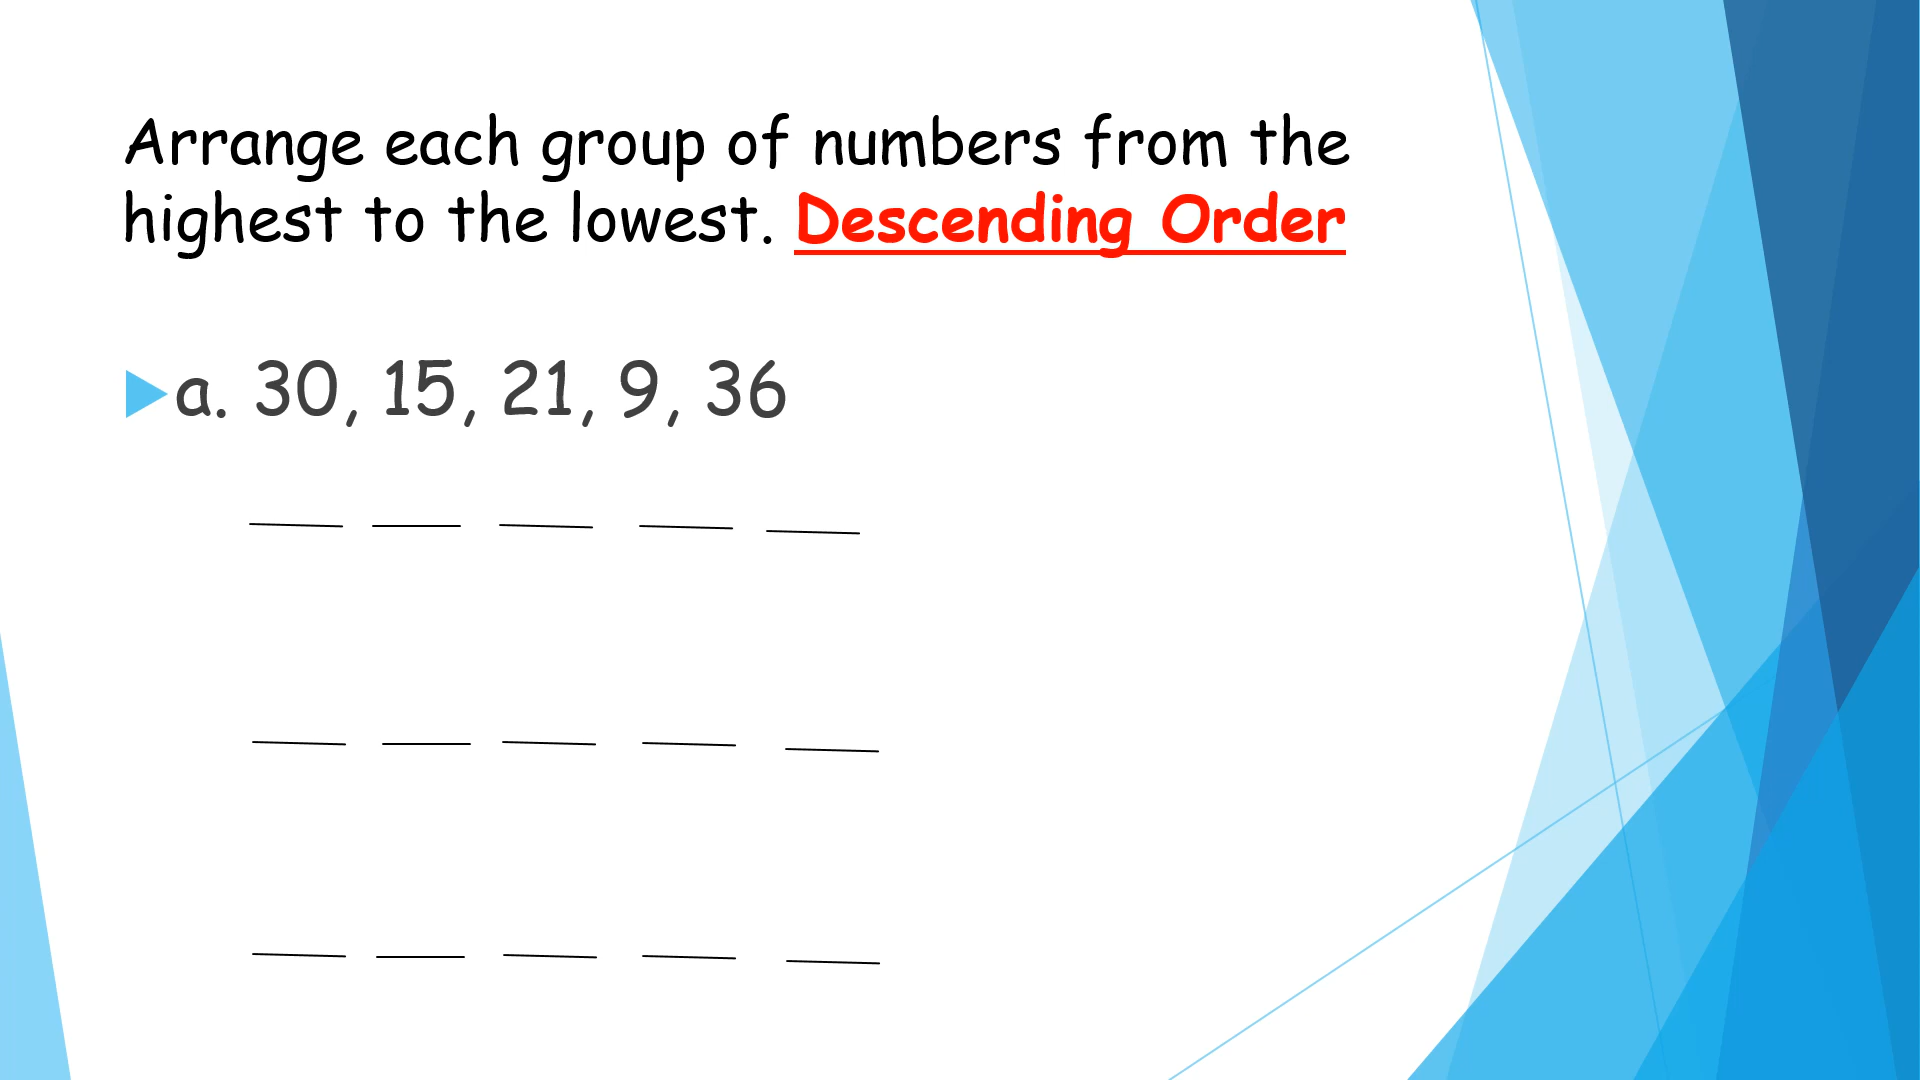 Arrange each group of numbers from the
highest to the lowest. Descending Order
a. 30, 15, 21, 9, 36